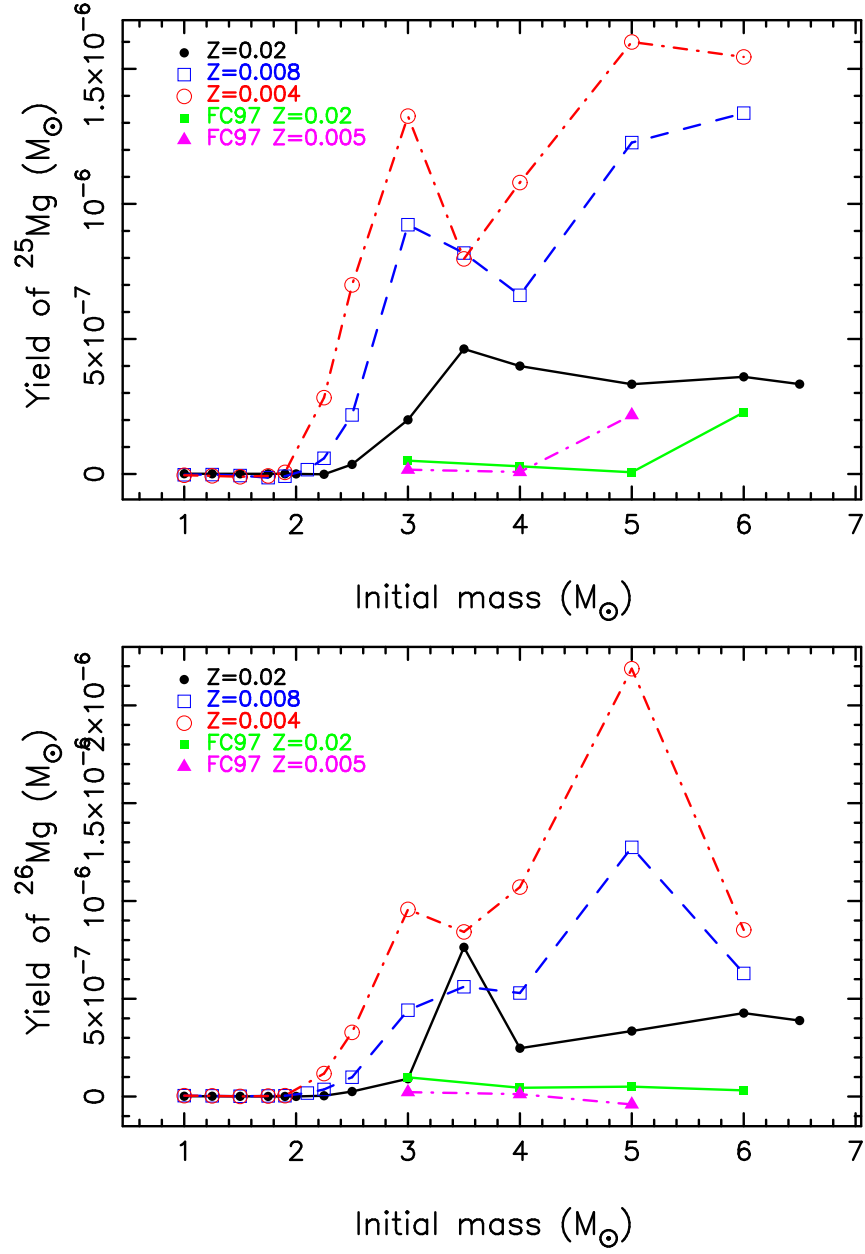 Z=0.02
Z=0.008
Z=0.004
FC97 Z=0.02
FC97 Z=0.005
Yield of ²⁵Mg (M☉)
1.5×10⁻⁶
10⁻⁶
5×10⁻⁷
0
1 2 3 4 5 6 7
Initial mass (M☉)
Z=0.02
Z=0.008
Z=0.004
FC97 Z=0.02
FC97 Z=0.005
Yield of ²⁶Mg (M☉)
2×10⁻⁶
1.5×10⁻⁶
10⁻⁶
5×10⁻⁷
0
1 2 3 4 5 6 7
Initial mass (M☉)